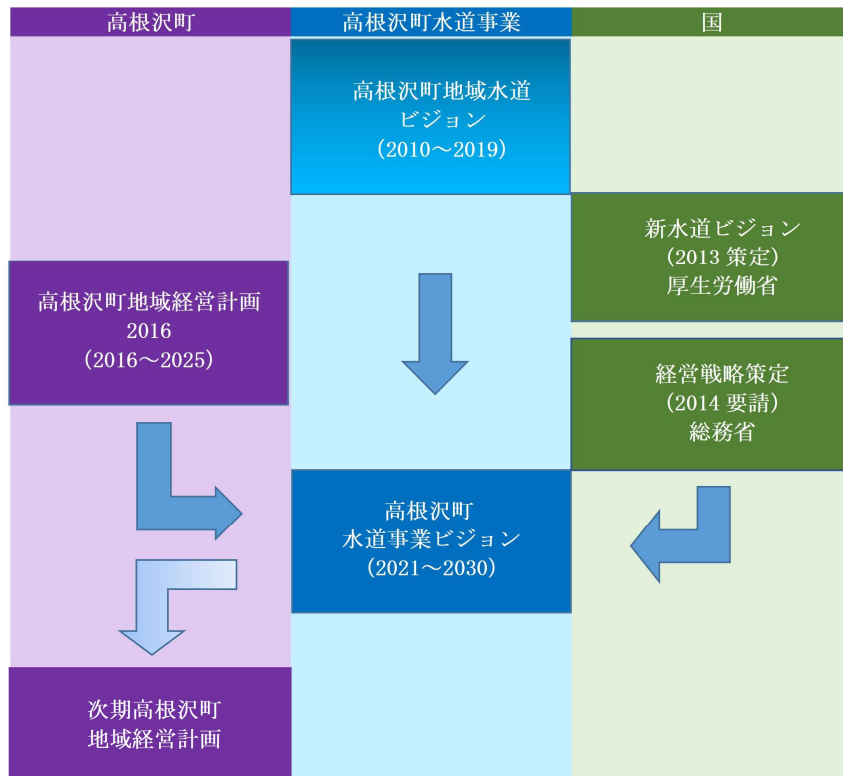 高根沢町
高根沢町水道事業
国
高根沢町地域水道
ビジョン
（2010～2019）
新水道ビジョン
（2013 策定）
厚生労働省
高根沢町地域経営計画
2016
（2016～2025）
経営戦略策定
（2014 要請）
総務省
高根沢町
水道事業ビジョン
（2021～2030）
次期高根沢町
地域経営計画